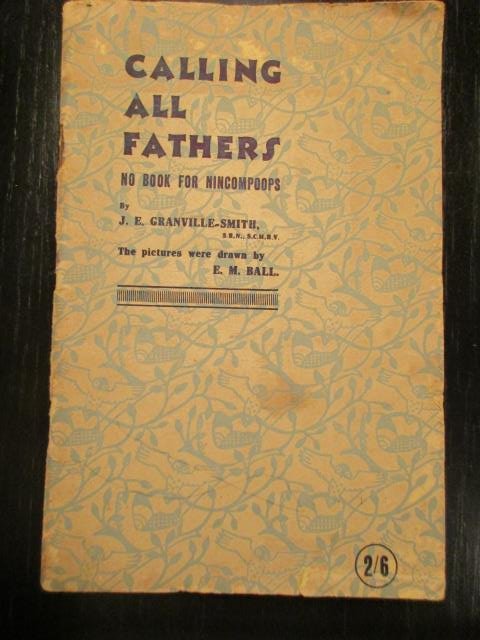 CALLING
ALL
FATHERS
NO BOOK FOR NINCOMPOOPS
By
J. E. GRANVILLE-SMITH,
S.R.N., S.C.M.R.V.
The pictures were drawn by
E. M. BALL.
2/6